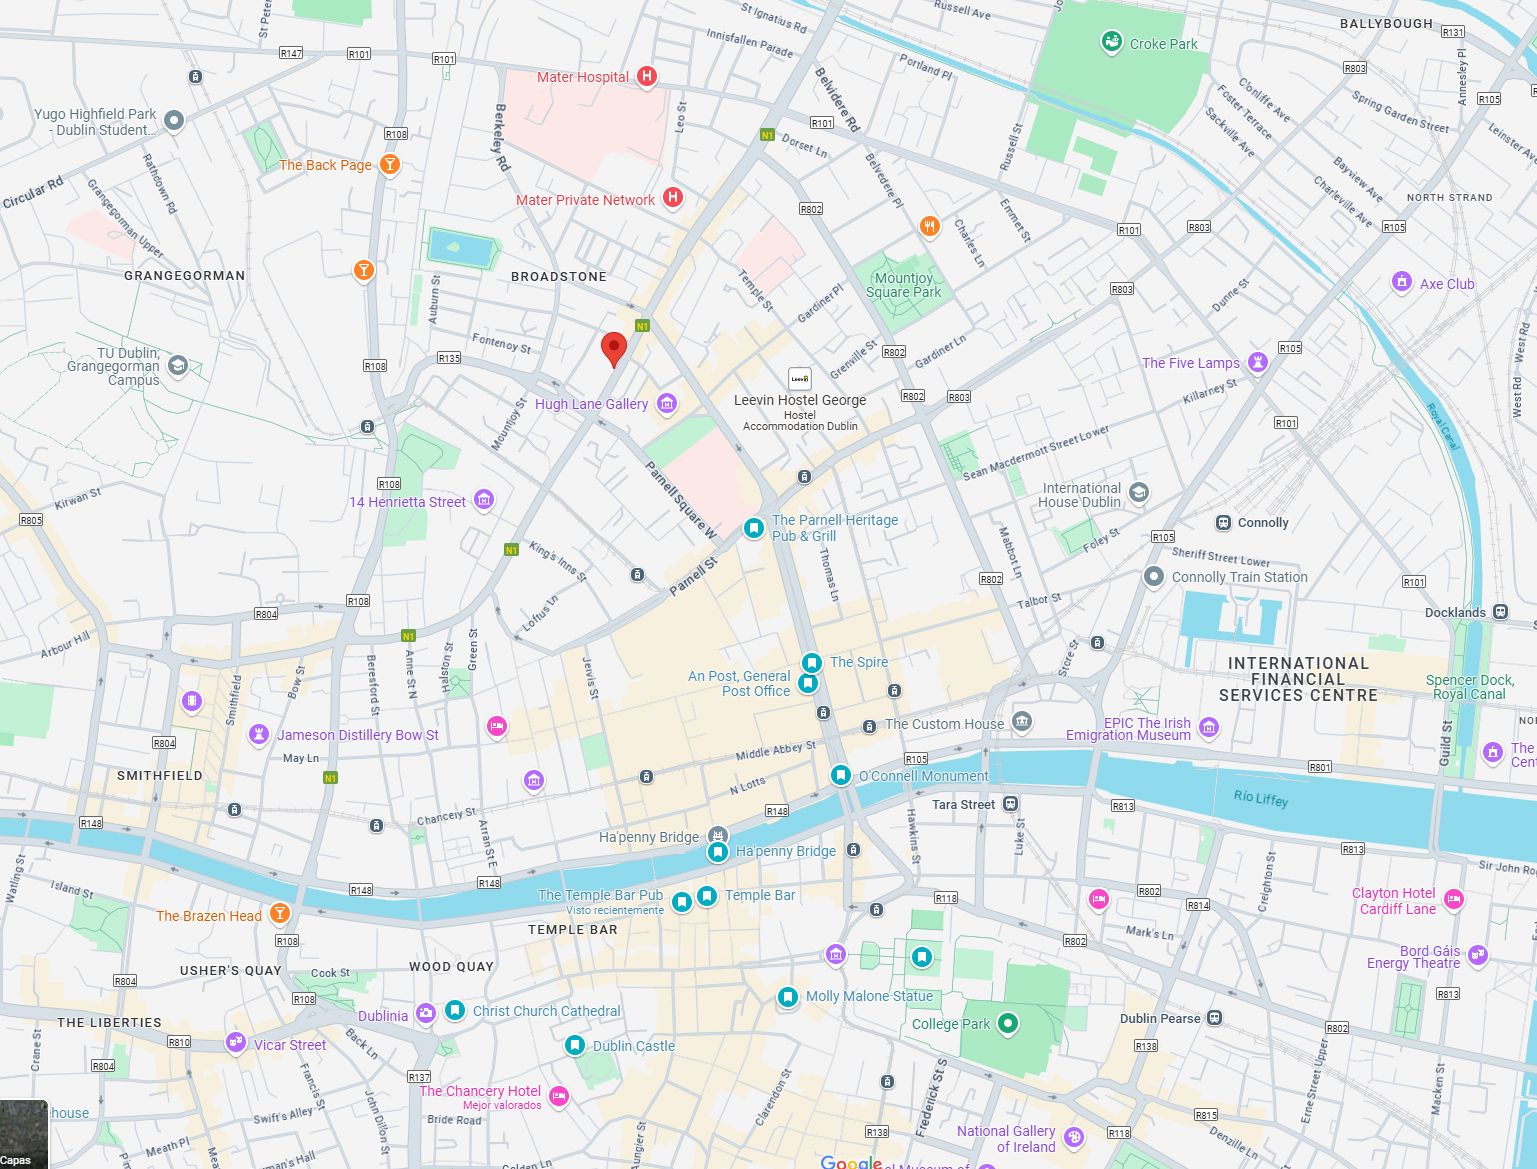 St Ignatius Rd
Russell Ave
BALLYBOUGH
R131
St Peter
Innisfallen Parade
Croke Park
R147
R101
R101
Portland Pl
R803
Annesley Pl
Mater Hospital
Belvidere Rd
Clonliffe Ave
Foster Terrace
Sackville Ave
Spring Garden Street
R105
Yugo Highfield Park
- Dublin Student...
Berkeley Rd
Leo St
R101
N1
Dorset Ln
Russell St
Leinster Ave
R108
The Back Page
Rathdown Rd
Belvedere Pl
Bayview Ave
Charleville Ave
NORTH STRAND
Circular Rd
Grangegorman Upper
Mater Private Network
R802
Emmet St
Charles Ln
R101
R803
R105
GRANGEGORMAN
BROADSTONE
Auburn St
Temple St
Gardiner Pl
Mountjoy
Square Park
R803
Dunne St
Axe Club
N1
Fontenoy St
R135
R108
TU Dublin,
Grangegorman
Campus
Grenville St
R802
Gardiner Ln
R105
The Five Lamps
West Rd
West Rd
Killarney St
Hugh Lane Gallery
Leevin
Leevin Hostel George
Hostel
Accommodation Dublin
R802
R803
Mountjoy St
R101
Royal Canal
Sean Macdermott Street Lower
Parnell Square W
R108
Kirwan St
14 Henrietta Street
International
House Dublin
R805
The Parnell Heritage
Pub & Grill
Connolly
R105
Foley St
N1
King's Inns St
Parnell St
Thomas Ln
Mabbot Ln
Sheriff Street Lower
R802
Connolly Train Station
R101
R108
R804
Loftus Ln
Talbot St
Docklands
Arbour Hill
N1
Green St
Halston St
Anne St N
Beresford St
Bow St
Smithfield
Jervis St
Store St
The Spire
An Post, General
Post Office
INTERNATIONAL
FINANCIAL
SERVICES CENTRE
Spencer Dock,
Royal Canal
The Custom House
EPIC The Irish
Emigration Museum
Guild St
Jameson Distillery Bow St
R804
May Ln
Middle Abbey St
R105
The
Cent
SMITHFIELD
N1
N Lotts
O'Connell Monument
R801
Río Liffey
Tara Street
R813
R148
Chancery St
Arran St E
R148
Hawkins St
Luke St
Ha'penny Bridge
Ha'penny Bridge
R813
Watling St
Island St
R148
R148
The Temple Bar Pub
Visto recientemente
Temple Bar
R118
R802
R814
Creighton St
Sir John Ro
Clayton Hotel
Cardiff Lane
The Brazen Head
R108
TEMPLE BAR
R802
Mark's Ln
Bord Gáis
Energy Theatre
USHER'S QUAY
WOOD QUAY
R804
Cook St
R108
Molly Malone Statue
R813
THE LIBERTIES
Dublinia
Christ Church Cathedral
College Park
Dublin Pearse
R802
R810
Vicar Street
Back Ln
Dublin Castle
R138
Crane St
R804
Francis St
R137
The Chancery Hotel
Mejor valorados
Clarendon St
Frederick St S
Erne Street Upper
Macken St
house
Swift's Alley
John Dillon St
Bride Road
R815
Meath Pl
R138
National Gallery
of Ireland
R118
Denzille Ln
Aungier St
Golden Ln
Capas
Google